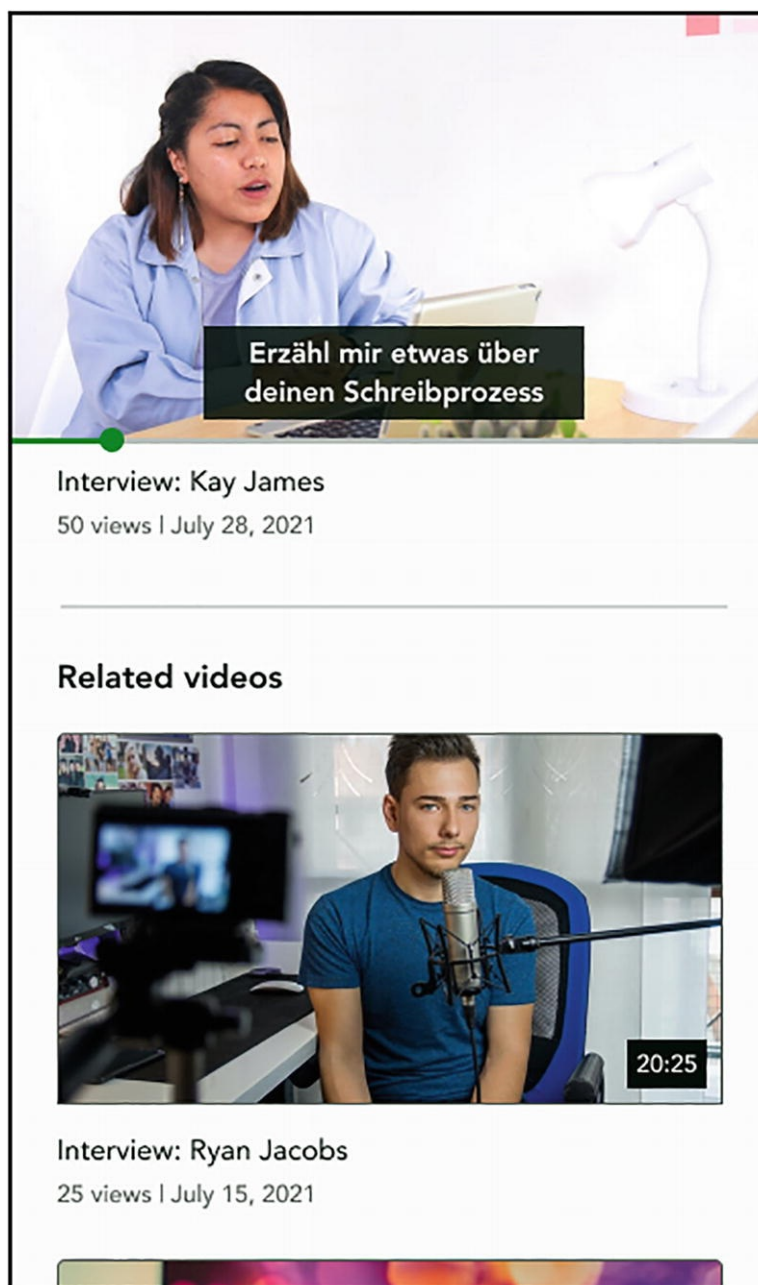 Erzähl mir etwas über
deinen Schreibprozess
Interview: Kay James
50 views | July 28, 2021
Related videos
20:25
Interview: Ryan Jacobs
25 views | July 15, 2021